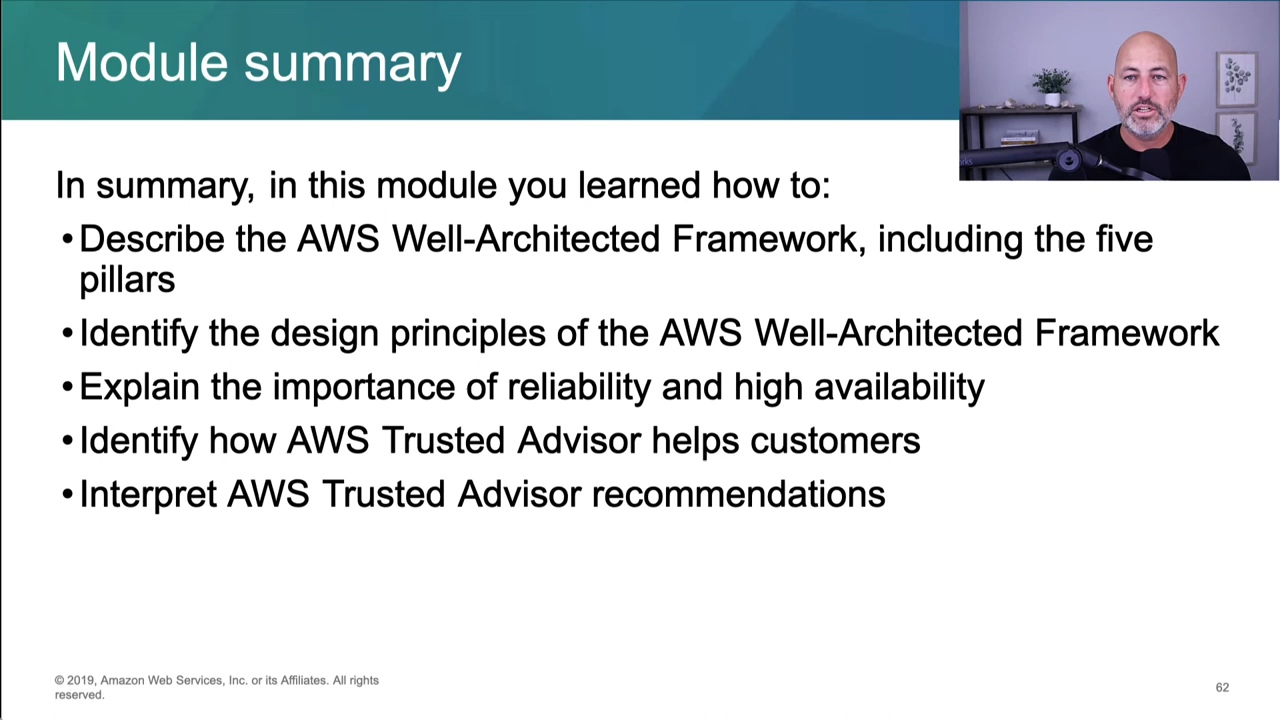 Module summary
In summary, in this module you learned how to:
•Describe the AWS Well-Architected Framework, including the five
pillars
•Identify the design principles of the AWS Well-Architected Framework
•Explain the importance of reliability and high availability
•Identify how AWS Trusted Advisor helps customers
•Interpret AWS Trusted Advisor recommendations
© 2019, Amazon Web Services, Inc. or its Affiliates. All rights
reserved.
62